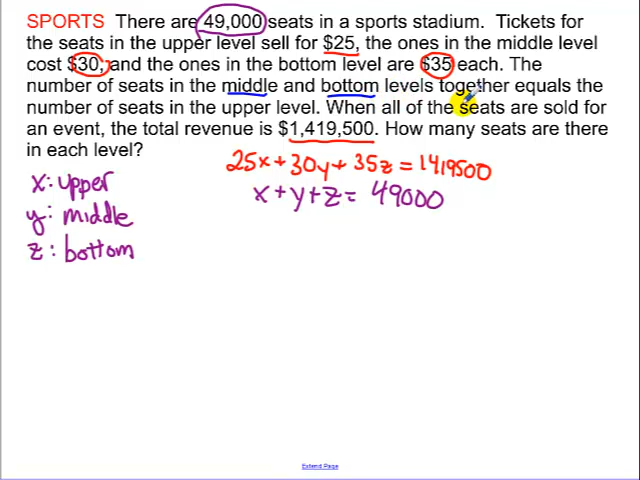 SPORTS There are 49,000 seats in a sports stadium. Tickets for
the seats in the upper level sell for $25, the ones in the middle level
cost $30, and the ones in the bottom level are $35 each. The
number of seats in the middle and bottom levels together equals the
number of seats in the upper level. When all of the seats are sold for
an event, the total revenue is $1,419,500. How many seats are there
in each level?
25x + 30y + 35z = 1419500
x + y + z = 49000
x: upper
y: middle
z: bottom
Extend Page